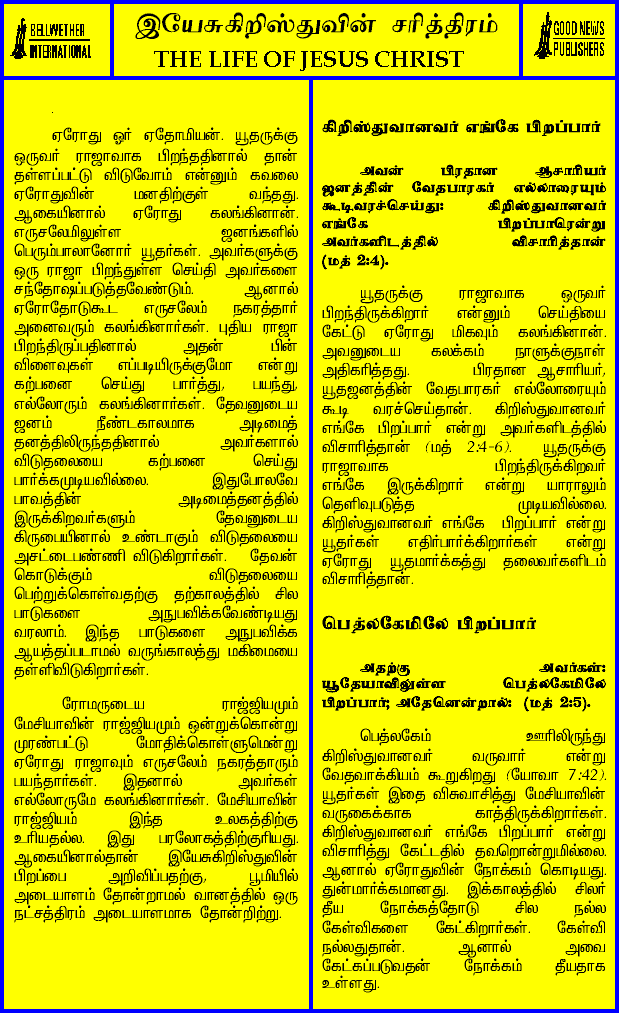 BELLWETHER
INTERNATIONAL
இயேசுகிறிஸ்துவின் சரித்திரம்
THE LIFE OF JESUS CHRIST
GOOD NEWS
PUBLISHERS
ஏரோது ஓர் ஏதோமியன். யூதருக்கு
ஒருவர் ராஜாவாக பிறந்ததினால் தான்
தள்ளப்பட்டு விடுவோம் என்னும் கவலை
ஏரோதுவின் மனதிற்குள் வந்தது.
ஆகையினால் ஏரோது கலங்கினான்.
எருசலேமிலுள்ள ஜனங்களில்
பெரும்பாலானோர் யூதர்கள். அவர்களுக்கு
ஒரு ராஜா பிறந்துள்ள செய்தி அவர்களை
சந்தோஷப்படுத்தவேண்டும். ஆனால்
ஏரோதோடுகூட எருசலேம் நகரத்தார்
அனைவரும் கலங்கினார்கள். புதிய ராஜா
பிறந்திருப்பதினால் அதன் பின்
விளைவுகள் எப்படியிருக்குமோ என்று
கற்பனை செய்து பார்த்து, பயந்து,
எல்லோரும் கலங்கினார்கள். தேவனுடைய
ஜனம் நீண்டகாலமாக அடிமைத்
தனத்திலிருந்ததினால் அவர்களால்
விடுதலையை கற்பனை செய்து
பார்க்கமுடியவில்லை. இதுபோலவே
பாவத்தின் அடிமைத்தனத்தில்
இருக்கிறவர்களும் தேவனுடைய
கிருபையினால் உண்டாகும் விடுதலையை
அசட்டைபண்ணி விடுகிறார்கள். தேவன்
கொடுக்கும் விடுதலையை
பெற்றுக்கொள்வதற்கு தற்காலத்தில் சில
பாடுகளை அநுபவிக்கவேண்டியது
வரலாம். இந்த பாடுகளை அநுபவிக்க
ஆயத்தப்படாமல் வருங்காலத்து மகிமையை
தள்ளிவிடுகிறார்கள்.
ரோமருடைய ராஜ்ஜியமும்
மேசியாவின் ராஜ்ஜியமும் ஒன்றுக்கொன்று
முரண்பட்டு மோதிக்கொள்ளுமென்று
ஏரோது ராஜாவும் எருசலேம் நகரத்தாரும்
பயந்தார்கள். இதனால் அவர்கள்
எல்லோருமே கலங்கினார்கள். மேசியாவின்
ராஜ்ஜியம் இந்த உலகத்திற்கு
உரியதல்ல. இது பரலோகத்திற்குரியது.
ஆகையினால்தான் இயேசுகிறிஸ்துவின்
பிறப்பை அறிவிப்பதற்கு, பூமியில்
அடையாளம் தோன்றாமல் வானத்தில் ஒரு
நட்சத்திரம் அடையாளமாக தோன்றிற்று.
கிறிஸ்துவானவர் எங்கே பிறப்பார்
அவன் பிரதான ஆசாரியர்
ஜனத்தின் வேதபாரகர் எல்லாரையும்
கூடிவரச்செய்து: கிறிஸ்துவானவர்
எங்கே பிறப்பாரென்று
அவர்களிடத்தில் விசாரித்தான்
(மத் 2:4).
யூதருக்கு ராஜாவாக ஒருவர்
பிறந்திருக்கிறார் என்னும் செய்தியை
கேட்டு ஏரோது மிகவும் கலங்கினான்.
அவனுடைய கலக்கம் நாளுக்குநாள்
அதிகரித்தது. பிரதான ஆசாரியர்,
யூதஜனத்தின் வேதபாரகர் எல்லோரையும்
கூடி வரச்செய்தான். கிறிஸ்துவானவர்
எங்கே பிறப்பார் என்று அவர்களிடத்தில்
விசாரித்தான் (மத் 2:4-6). யூதருக்கு
ராஜாவாக பிறந்திருக்கிறவர்
எங்கே இருக்கிறார் என்று யாராலும்
தெளிவுபடுத்த முடியவில்லை.
கிறிஸ்துவானவர் எங்கே பிறப்பார் என்று
யூதர்கள் எதிர்பார்க்கிறார்கள் என்று
ஏரோது யூதமார்க்கத்து தலைவர்களிடம்
விசாரித்தான்.
பெத்லகேமிலே பிறப்பார்
அதற்கு அவர்கள்:
யூதேயாவிலுள்ள பெத்லகேமிலே
பிறப்பார்; அதேனென்றால்: (மத் 2:5).
பெத்லகேம் ஊரிலிருந்து
கிறிஸ்துவானவர் வருவார் என்று
வேதவாக்கியம் கூறுகிறது (யோவா 7:42).
யூதர்கள் இதை விசுவாசித்து மேசியாவின்
வருகைக்காக காத்திருக்கிறார்கள்.
கிறிஸ்துவானவர் எங்கே பிறப்பார் என்று
விசாரித்து கேட்டதில் தவறொன்றுமில்லை.
ஆனால் ஏரோதுவின் நோக்கம் கொடியது.
துன்மார்க்கமானது. இக்காலத்தில் சிலர்
தீய நோக்கத்தோடு சில நல்ல
கேள்விகளை கேட்கிறார்கள். கேள்வி
நல்லதுதான். ஆனால் அவை
கேட்கப்படுவதன் நோக்கம் தீயதாக
உள்ளது.